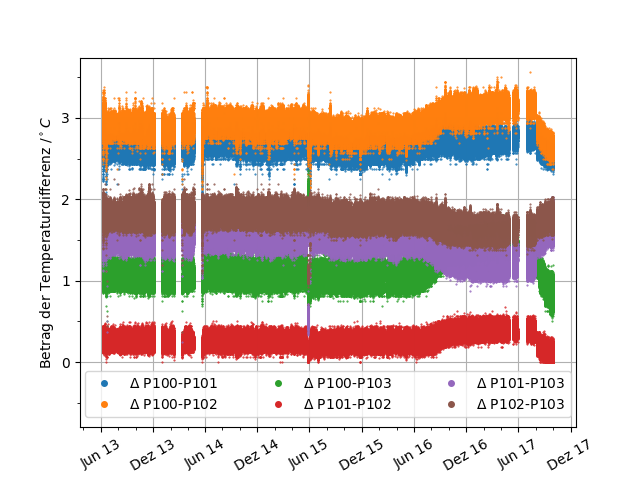 Betrag der Temperaturdifferenz /°C
3
2
1
0
Δ P100-P101
Δ P100-P102
Δ P100-P103
Δ P101-P102
Δ P101-P103
Δ P102-P103
Jun 13
Dez 13
Jun 14
Dez 14
Jun 15
Dez 15
Jun 16
Dez 16
Jun 17
Dez 17